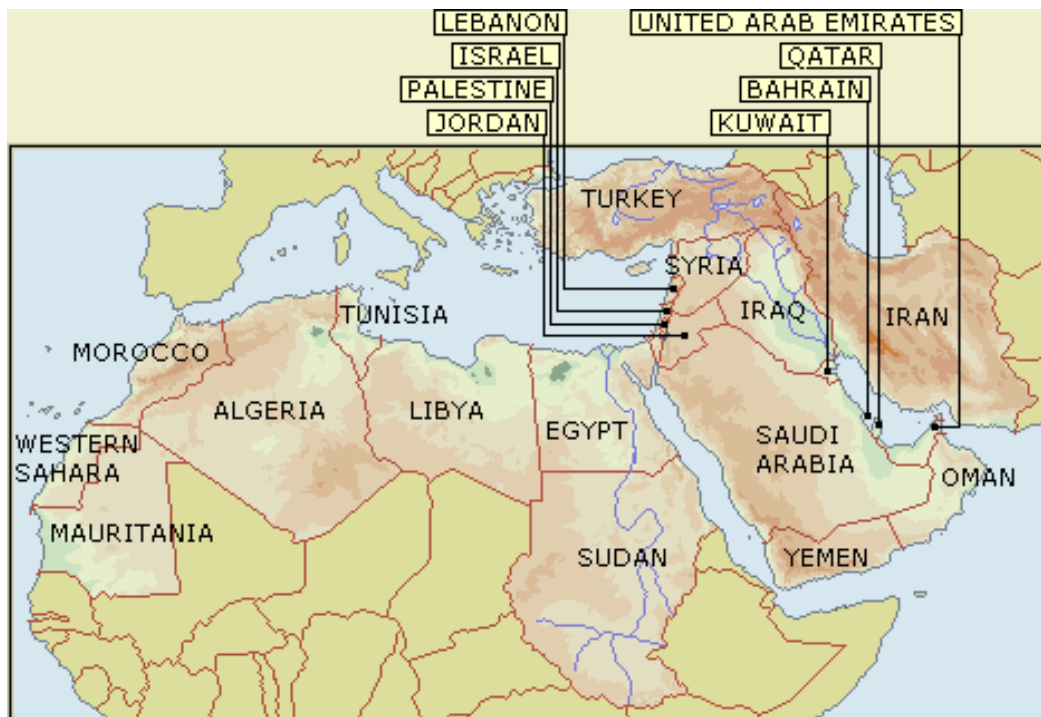 LEBANON
UNITED ARAB EMIRATES
ISRAEL
QATAR
PALESTINE
BAHRAIN
JORDAN
KUWAIT
TURKEY
SYRIA
TUNISIA
IRAQ
IRAN
MOROCCO
ALGERIA
LIBYA
EGYPT
SAUDI
ARABIA
WESTERN
SAHARA
OMAN
MAURITANIA
SUDAN
YEMEN